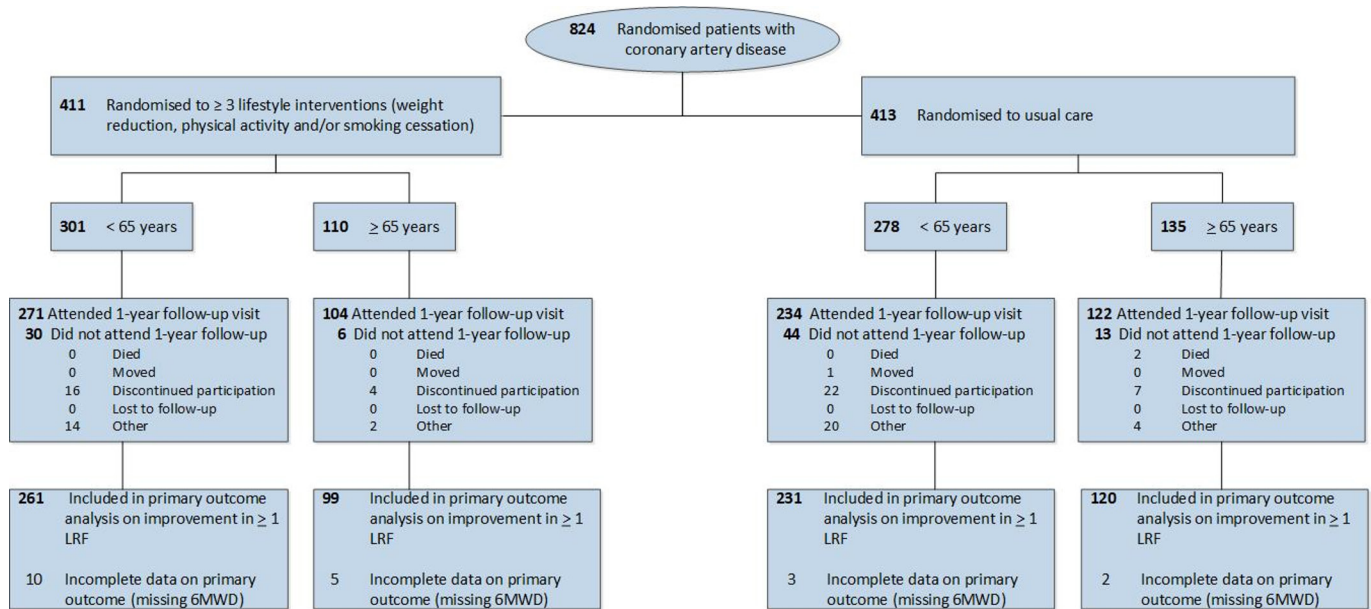 824 Randomised patients with
coronary artery disease
411 Randomised to ≥ 3 lifestyle interventions (weight
reduction, physical activity and/or smoking cessation)
413 Randomised to usual care
301 < 65 years
110 ≥ 65 years
278 < 65 years
135 ≥ 65 years
271 Attended 1-year follow-up visit
30 Did not attend 1-year follow-up
0 Died
0 Moved
16 Discontinued participation
0 Lost to follow-up
14 Other
104 Attended 1-year follow-up visit
6 Did not attend 1-year follow-up
0 Died
0 Moved
4 Discontinued participation
0 Lost to follow-up
2 Other
234 Attended 1-year follow-up visit
44 Did not attend 1-year follow-up
0 Died
1 Moved
22 Discontinued participation
0 Lost to follow-up
20 Other
122 Attended 1-year follow-up visit
13 Did not attend 1-year follow-up
2 Died
0 Moved
7 Discontinued participation
0 Lost to follow-up
4 Other
261 Included in primary outcome
analysis on improvement in ≥ 1
LRF
10 Incomplete data on primary
outcome (missing 6MWD)
99 Included in primary outcome
analysis on improvement in ≥ 1
LRF
5 Incomplete data on primary
outcome (missing 6MWD)
231 Included in primary outcome
analysis on improvement in ≥ 1
LRF
3 Incomplete data on primary
outcome (missing 6MWD)
120 Included in primary outcome
analysis on improvement in ≥ 1
LRF
2 Incomplete data on primary
outcome (missing 6MWD)